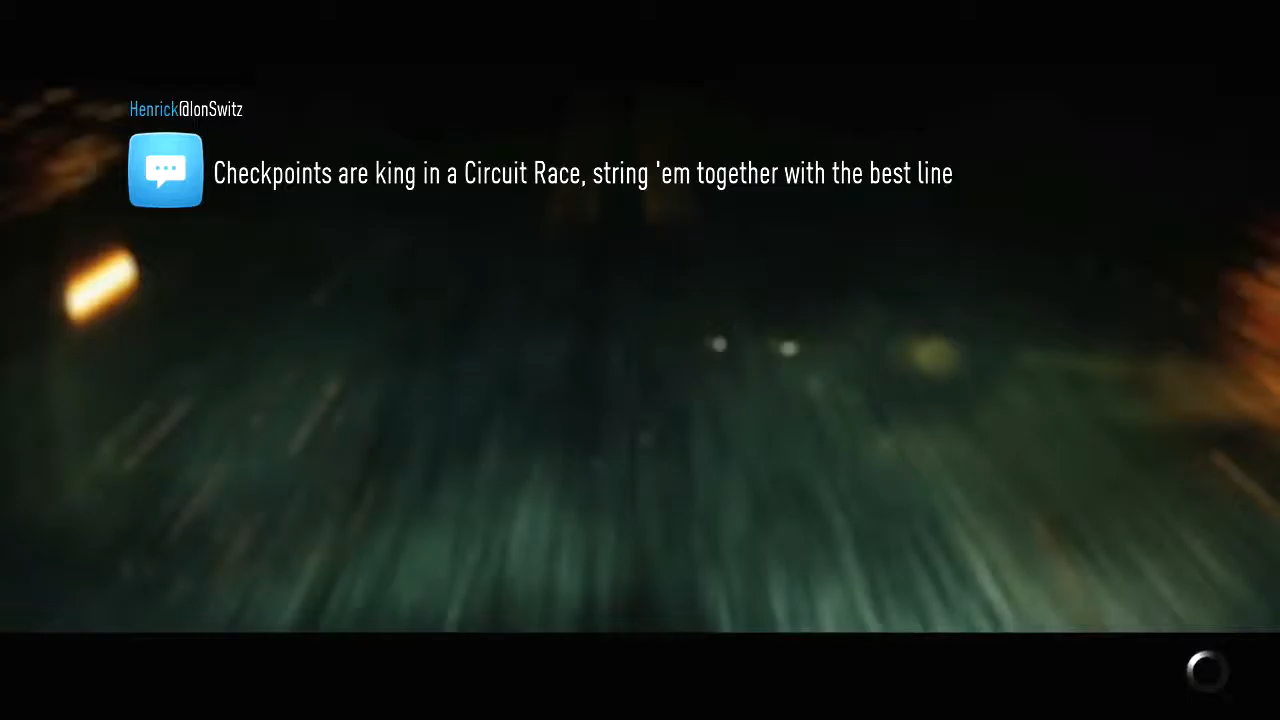 Henrick@IonSwitz
Checkpoints are king in a Circuit Race, string 'em together with the best line